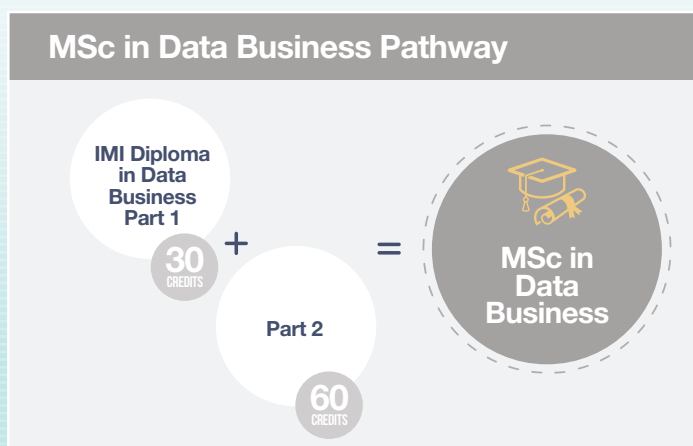 MSc in Data Business Pathway
IMI Diploma
in Data
Business
Part 1
30
CREDITS
+
Part 2
60
CREDITS
=
MSc in
Data
Business